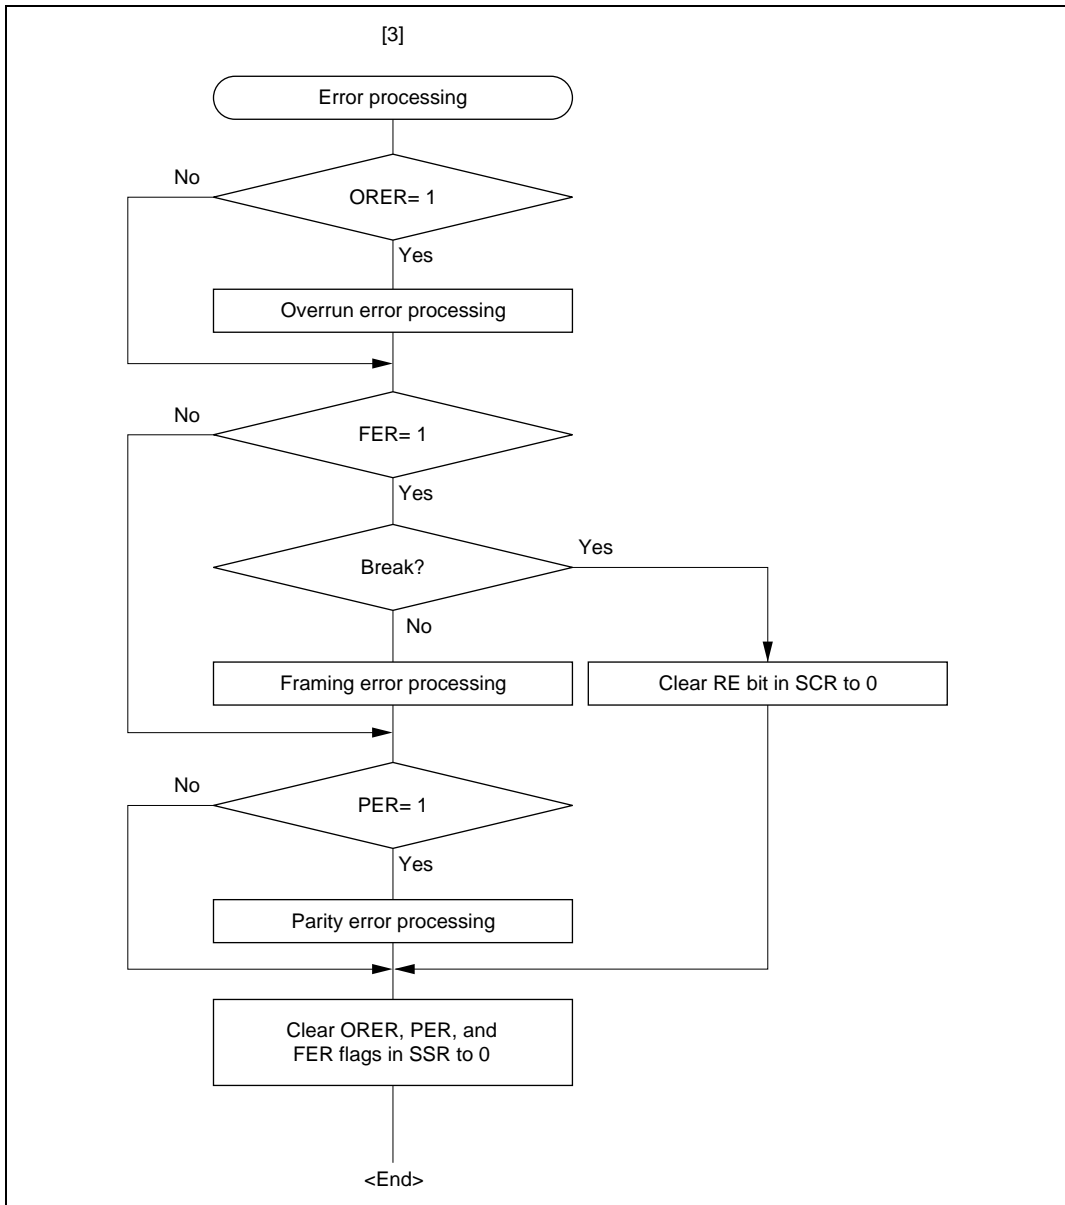 [3]
Error processing
No
ORER= 1
Yes
Overrun error processing
No
FER= 1
Yes
Break?
Yes
No
Framing error processing
Clear RE bit in SCR to 0
No
PER= 1
Yes
Parity error processing
Clear ORER, PER, and
FER flags in SSR to 0
<End>